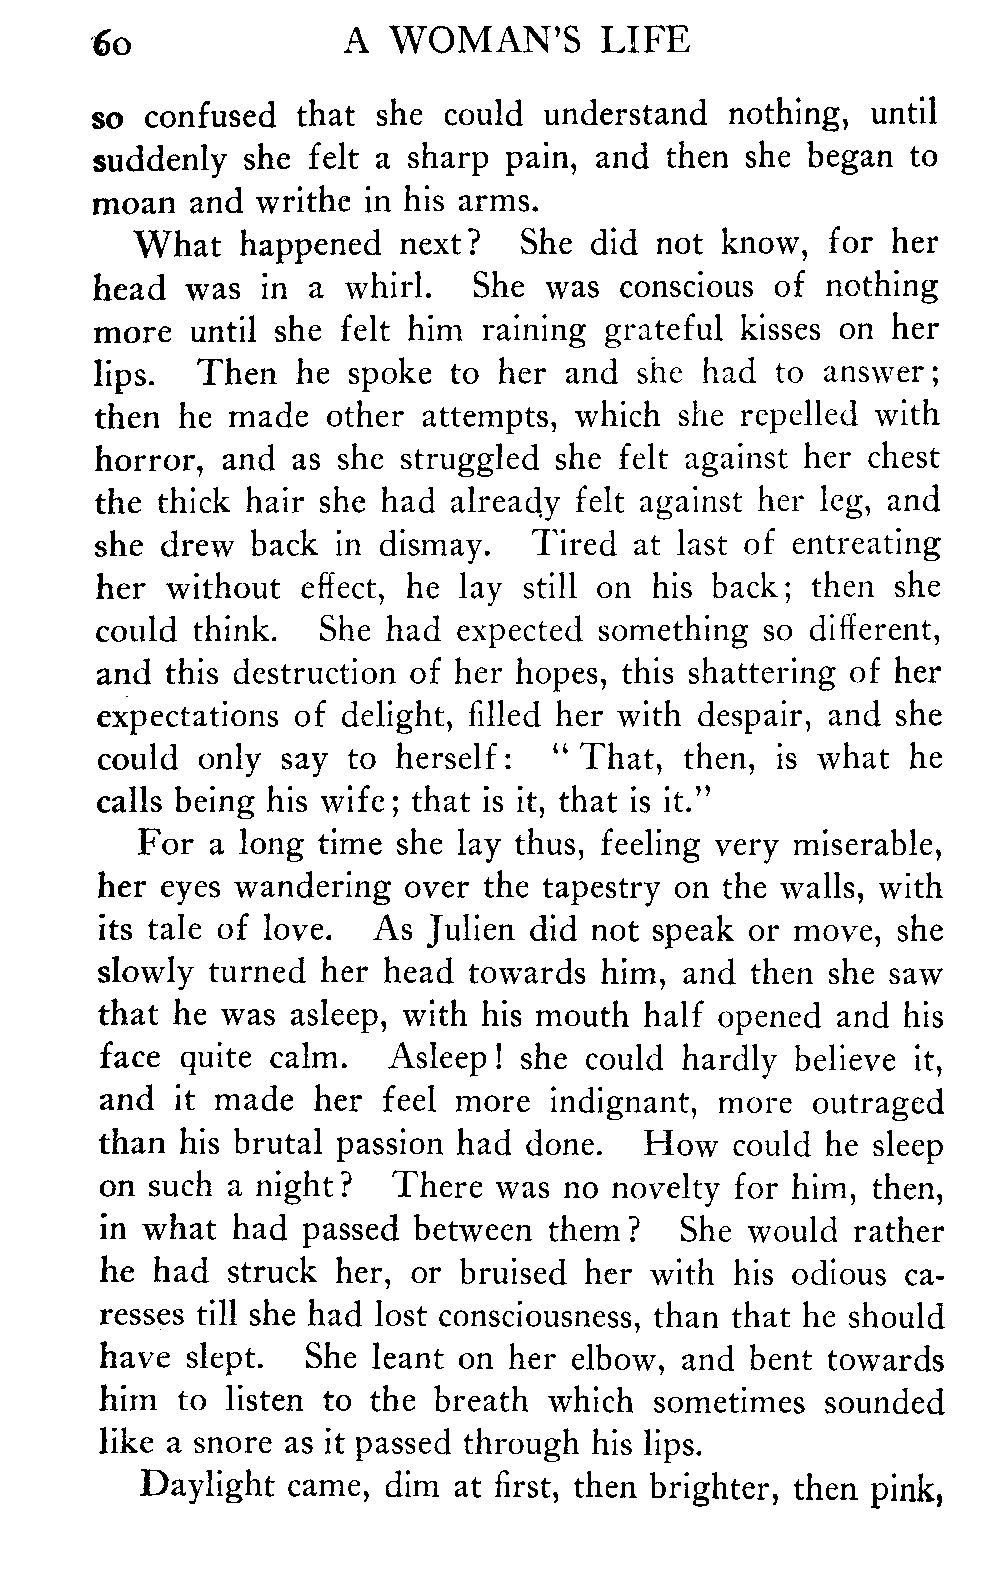 60 A WOMAN'S LIFE
so confused that she could understand nothing, until
suddenly she felt a sharp pain, and then she began to
moan and writhe in his arms.
What happened next? She did not know, for her
head was in a whirl. She was conscious of nothing
more until she felt him raining grateful kisses on her
lips. Then he spoke to her and she had to answer;
then he made other attempts, which she repelled with
horror, and as she struggled she felt against her chest
the thick hair she had already felt against her leg, and
she drew back in dismay. Tired at last of entreating
her without effect, he lay still on his back; then she
could think. She had expected something so different,
and this destruction of her hopes, this shattering of her
expectations of delight, filled her with despair, and she
could only say to herself: "That, then, is what he
calls being his wife; that is it, that is it."
For a long time she lay thus, feeling very miserable,
her eyes wandering over the tapestry on the walls, with
its tale of love. As Julien did not speak or move, she
slowly turned her head towards him, and then she saw
that he was asleep, with his mouth half opened and his
face quite calm. Asleep! she could hardly believe it,
and it made her feel more indignant, more outraged
than his brutal passion had done. How could he sleep
on such a night? There was no novelty for him, then,
in what had passed between them? She would rather
he had struck her, or bruised her with his odious ca-
resses till she had lost consciousness, than that he should
have slept. She leant on her elbow, and bent towards
him to listen to the breath which sometimes sounded
like a snore as it passed through his lips.
Daylight came, dim at first, then brighter, then pink,